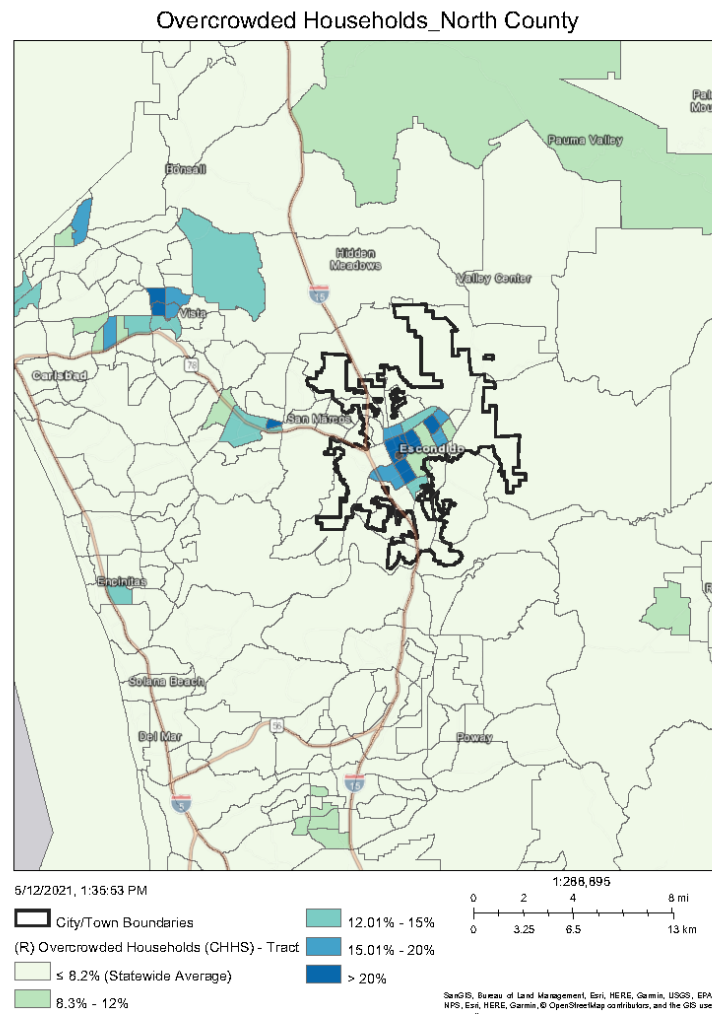 Overcrowded Households_North County
Pauma Valley
Bonsall
Hidden
Meadows
Valley Center
15
Vista
78
Carlsbad
San Marcos
Escondido
Encinitas
Solana Beach
Del Mar
56
Poway
15
5
5/12/2021, 1:35:53 PM
City/Town Boundaries
(R) Overcrowded Households (CHHS) - Tract
≤ 8.2% (Statewide Average)
8.3% - 12%
12.01% - 15%
15.01% - 20%
> 20%
1:288,895
0 2 4 8 mi
0 3.25 6.5 13 km
SanGIS, Bureau of Land Management, Esri, HERE, Garmin, USGS, EPA
NPS, Esri, HERE, Garmin, © OpenStreetMap contributors, and the GIS use